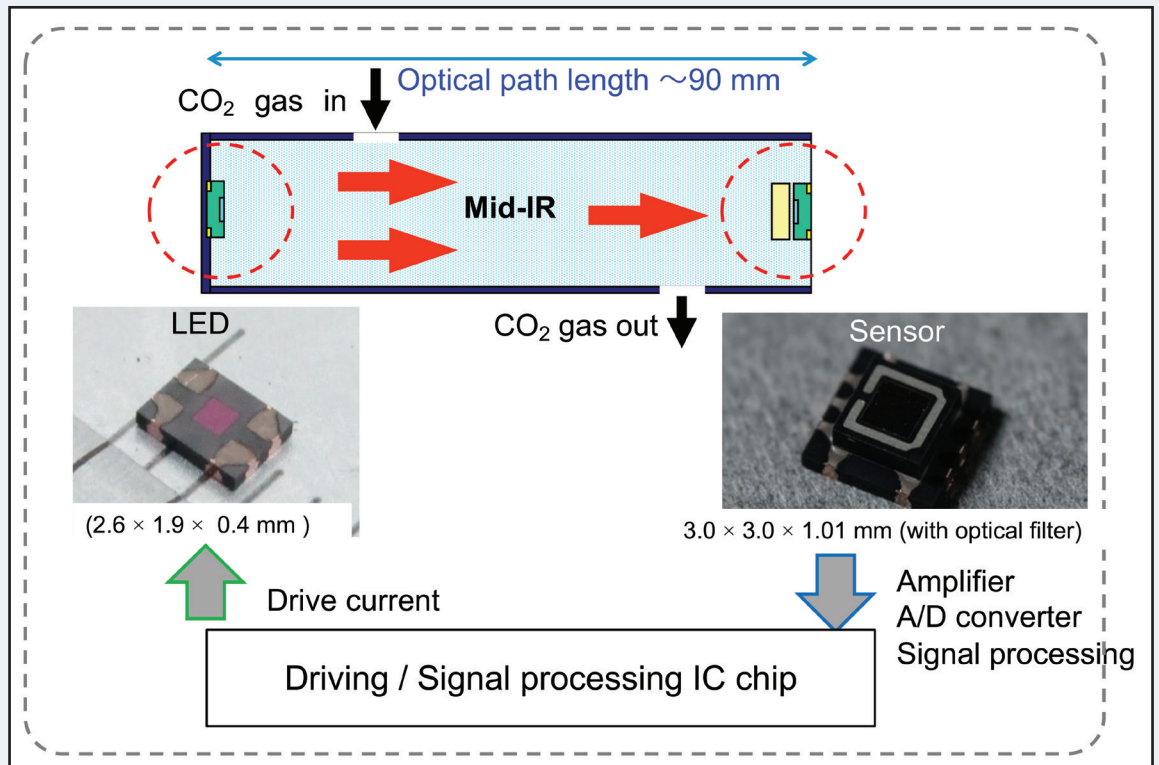 Optical path length ～90 mm
CO₂ gas in
Mid-IR
LED
CO₂ gas out
Sensor
(2.6 × 1.9 × 0.4 mm )
3.0 × 3.0 × 1.01 mm (with optical filter)
Drive current
Amplifier
A/D converter
Signal processing
Driving / Signal processing IC chip